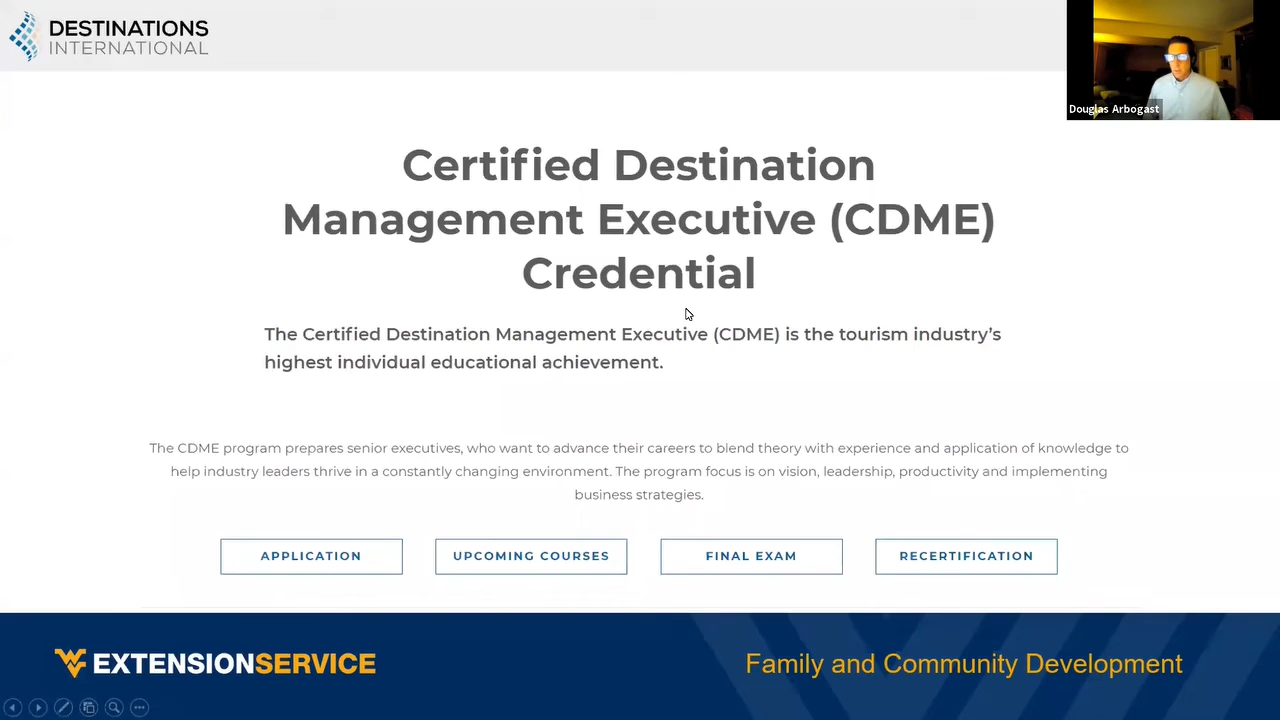 DESTINATIONS
INTERNATIONAL
Douglas Arbogast
Certified Destination
Management Executive (CDME)
Credential
The Certified Destination Management Executive (CDME) is the tourism industry’s
highest individual educational achievement.
The CDME program prepares senior executives, who want to advance their careers to blend theory with experience and application of knowledge to
help industry leaders thrive in a constantly changing environment. The program focus is on vision, leadership, productivity and implementing
business strategies.
APPLICATION
UPCOMING COURSES
FINAL EXAM
RECERTIFICATION
EXTENSIONSERVICE
Family and Community Development